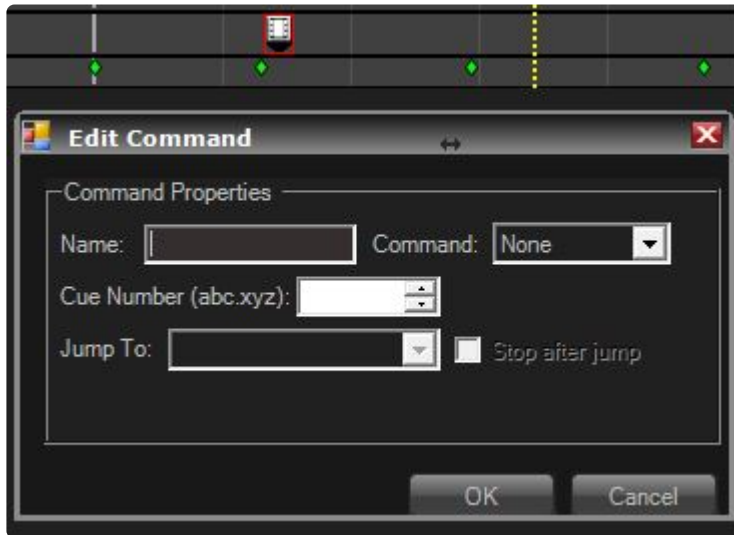 Edit Command
Command Properties
Name: Command: None
Cue Number (abc.xyz):
Jump To: Stop after jump
OK Cancel